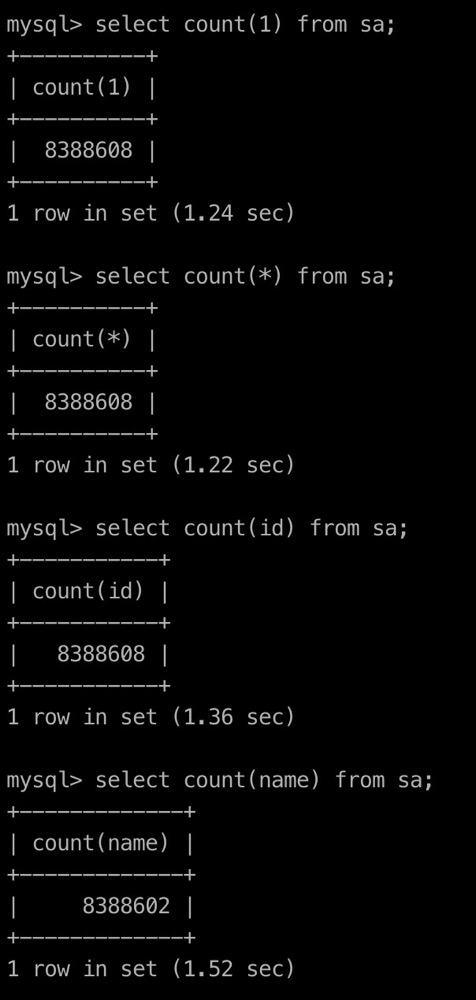 mysql> select count(1) from sa;
+----------+
| count(1) |
+----------+
|  8388608 |
+----------+
1 row in set (1.24 sec)

mysql> select count(*) from sa;
+----------+
| count(*) |
+----------+
|  8388608 |
+----------+
1 row in set (1.22 sec)

mysql> select count(id) from sa;
+-----------+
| count(id) |
+-----------+
|   8388608 |
+-----------+
1 row in set (1.36 sec)

mysql> select count(name) from sa;
+-------------+
| count(name) |
+-------------+
|     8388602 |
+-------------+
1 row in set (1.52 sec)